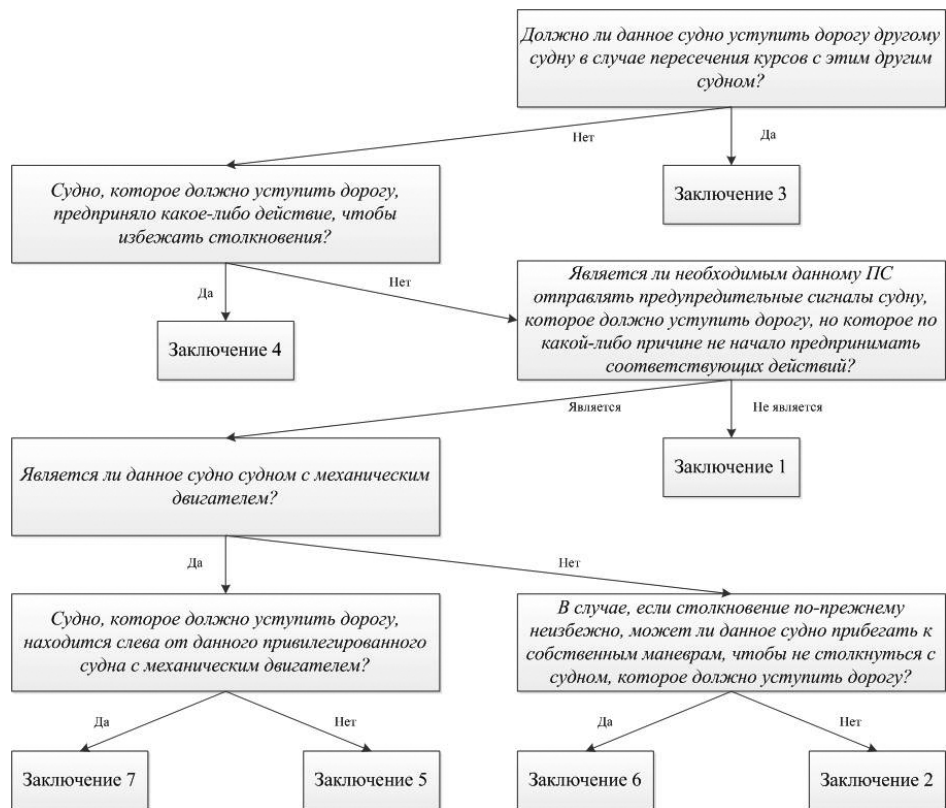 Должно ли данное судно уступить дорогу другому
судну в случае пересечения курсов с этим другим
судном?
Нет
Да
Судно, которое должно уступить дорогу,
предприняло какое-либо действие, чтобы
избежать столкновения?
Заключение 3
Да
Нет
Заключение 4
Является ли необходимым данному ПС
отправлять предупредительные сигналы судну,
которое должно уступить дорогу, но которое по
какой-либо причине не начало предпринимать
соответствующих действий?
Является
Не является
Является ли данное судно судном с механическим
двигателем?
Заключение 1
Да
Нет
Судно, которое должно уступить дорогу,
находится слева от данного привилегированного
судна с механическим двигателем?
В случае, если столкновение по-прежнему
неизбежно, может ли данное судно прибегать к
собственным маневрам, чтобы не столкнуться с
судном, которое должно уступить дорогу?
Да
Нет
Да
Нет
Заключение 7
Заключение 5
Заключение 6
Заключение 2